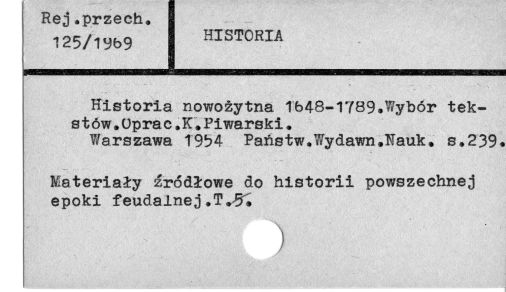 Rej.przech.
125/1969
HISTORIA
Historia nowożytna 1648-1789.Wybór tek-
stów.Oprac.K.Piwarski.
Warszawa 1954 Państw.Wydawn.Nauk. s.239.
Materiały źródłowe do historii powszechnej
epoki feudalnej.T.5.